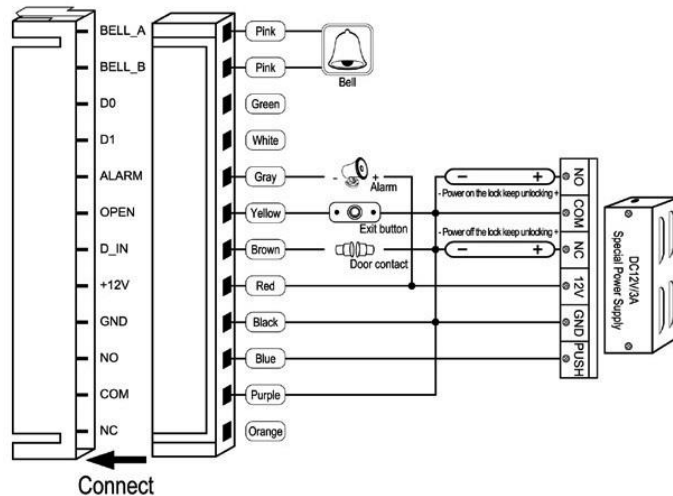 BELL_A Pink
BELL_B Pink
Bell
D0 Green
D1 White
ALARM Gray - + Alarm - + NO
- Power on the lock keep unlocking +
OPEN Yellow Exit button COM
- Power off the lock keep unlocking +
D_IN Brown Door contact - + NC
+12V Red 12V
GND Black GND
NO Blue PUSH
COM Purple
NC Orange
DC12V/3A
Special Power Supply
Connect